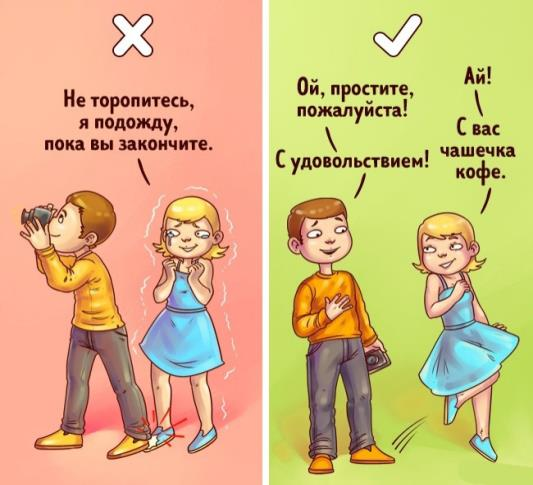 Не торопитесь,
я подожду,
пока вы закончите.
Ой, простите,
пожалуйста!
Ай!
С вас
чашечка
кофе.
С удовольствием!